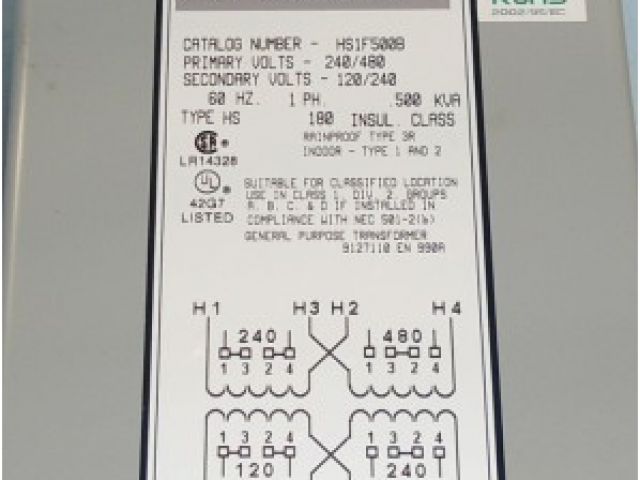 RoHS
2002/95/EC
CATALOG NUMBER - HS1F500B
PRIMARY VOLTS - 240/480
SECONDARY VOLTS - 120/240
60 HZ. 1 PH. .500 KVA
TYPE HS 180 INSUL. CLASS
RAINPROOF TYPE 3R
INDOOR - TYPE 1 AND 2
SA
LR14328
UL
42G7
LISTED
SUITABLE FOR CLASSIFIED LOCATION
USE IN CLASS 1, DIV. 2, GROUPS
A, B, C, & D IF INSTALLED IN
COMPLIANCE WITH NEC 501-2(b)
GENERAL PURPOSE TRANSFORMER
9127110 EN 990A
H1 H3 H2 H4
240 480
1 3 2 4 1 3 2 4
1 3 2 4 1 3 2 4
120 240